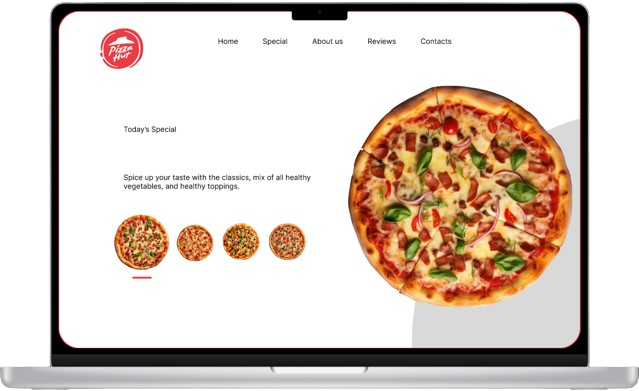 Pizza
Hut
Home
Special
About us
Reviews
Contacts
Today's Special
Spice up your taste with the classics, mix of all healthy
vegetables, and healthy toppings.